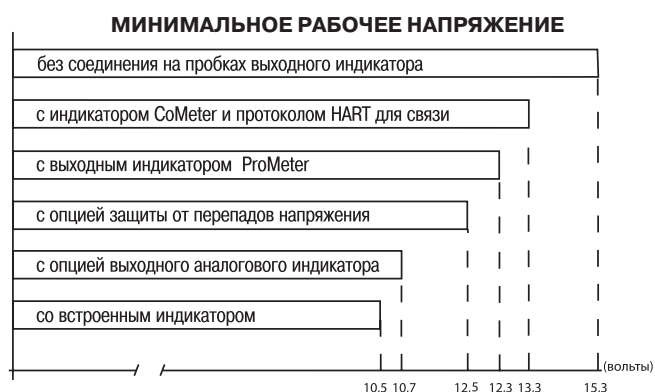 МИНИМАЛЬНОЕ РАБОЧЕЕ НАПРЯЖЕНИЕ
без соединения на пробках выходного индикатора
с индикатором CoMeter и протоколом HART для связи
с выходным индикатором ProMeter
с опцией защиты от перепадов напряжения
с опцией выходного аналогового индикатора
со встроенным индикатором
(вольты)
10.5 10.7 12.5 12.3 13.3 15.3